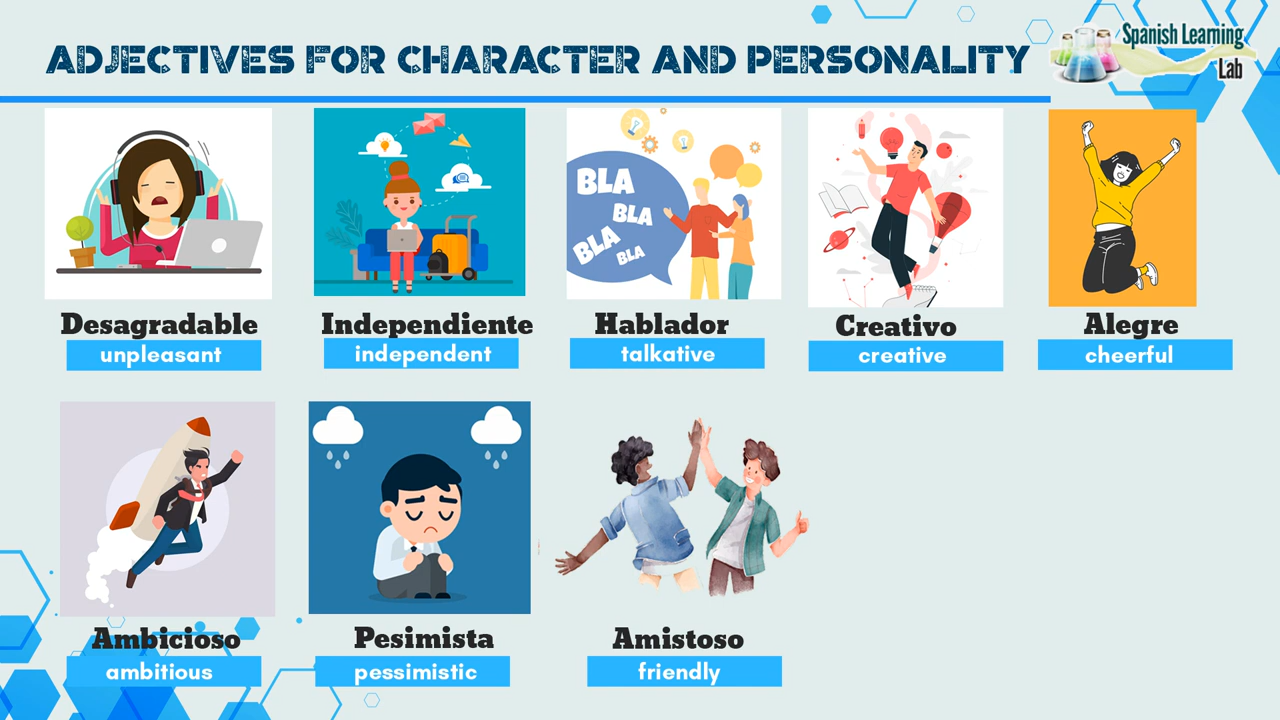 ADJECTIVES FOR CHARACTER AND PERSONALITY
Spanish Learning
Lab
BLA
BLA
BLA
BLA
Desagradable
unpleasant
Independiente
independent
Hablador
talkative
Creativo
creative
Alegre
cheerful
Ambicioso
ambitious
Pesimista
pessimistic
Amistoso
friendly